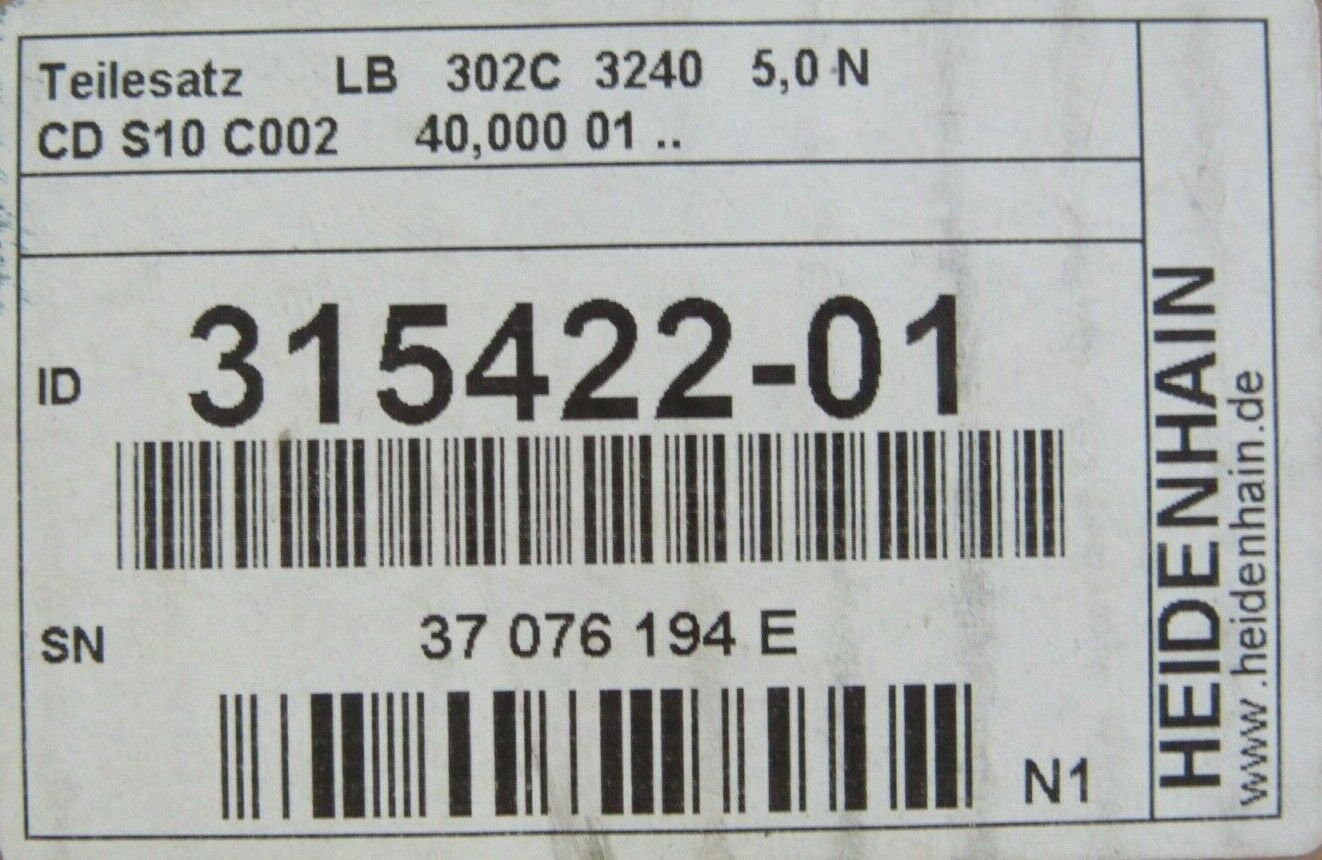 Teilesatz LB 302C 3240 5,0 N
CD S10 C002 40,000 01 ..
ID 315422-01
SN 37 076 194 E
N1
HEIDENHAIN
www.heidenhain.de